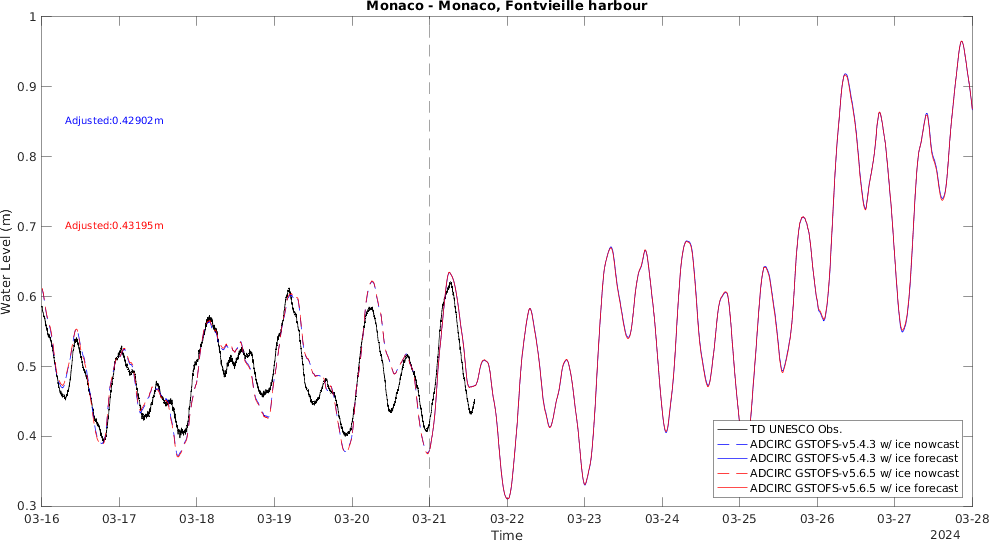 Monaco - Monaco, Fontvieille harbour
1
0.9
0.8
0.7
0.6
0.5
0.4
0.3
Water Level (m)
Adjusted:0.42902m
Adjusted:0.43195m
TD UNESCO Obs.
ADCIRC GSTOFS-v5.4.3 w/ ice nowcast
ADCIRC GSTOFS-v5.4.3 w/ ice forecast
ADCIRC GSTOFS-v5.6.5 w/ ice nowcast
ADCIRC GSTOFS-v5.6.5 w/ ice forecast
03-16 03-17 03-18 03-19 03-20 03-21 03-22 03-23 03-24 03-25 03-26 03-27 03-28
Time
2024